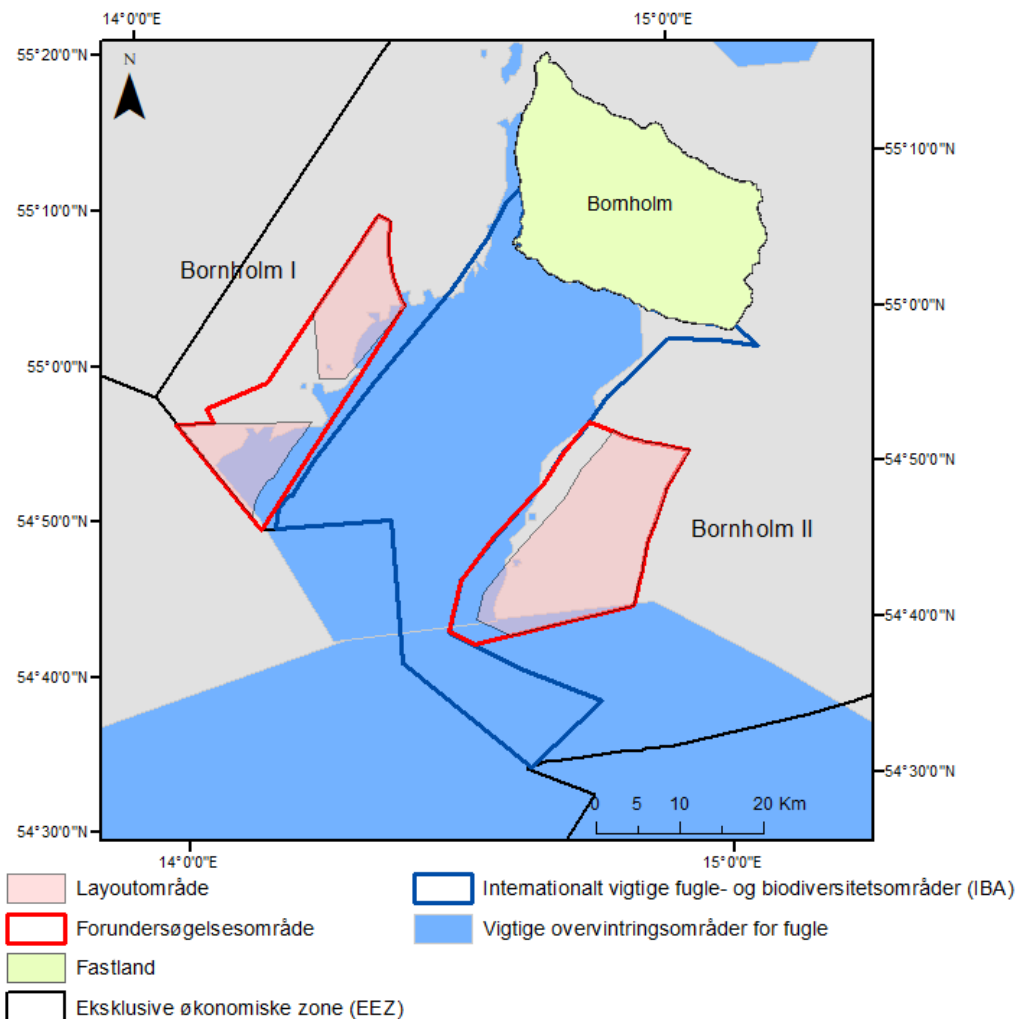 14°0'0"E
15°0'0"E
55°20'0"N
N
55°10'0"N
Bornholm
55°10'0"N
Bornholm I
55°0'0"N
55°0'0"N
54°50'0"N
54°50'0"N
Bornholm II
54°40'0"N
54°40'0"N
54°30'0"N
0 5 10 20 Km
54°30'0"N
14°0'0"E
15°0'0"E
Layoutområde
Internationalt vigtige fugle- og biodiversitetsområder (IBA)
Forundersøgelsesområde
Vigtige overvintringsområder for fugle
Fastland
Eksklusive økonomiske zone (EEZ)